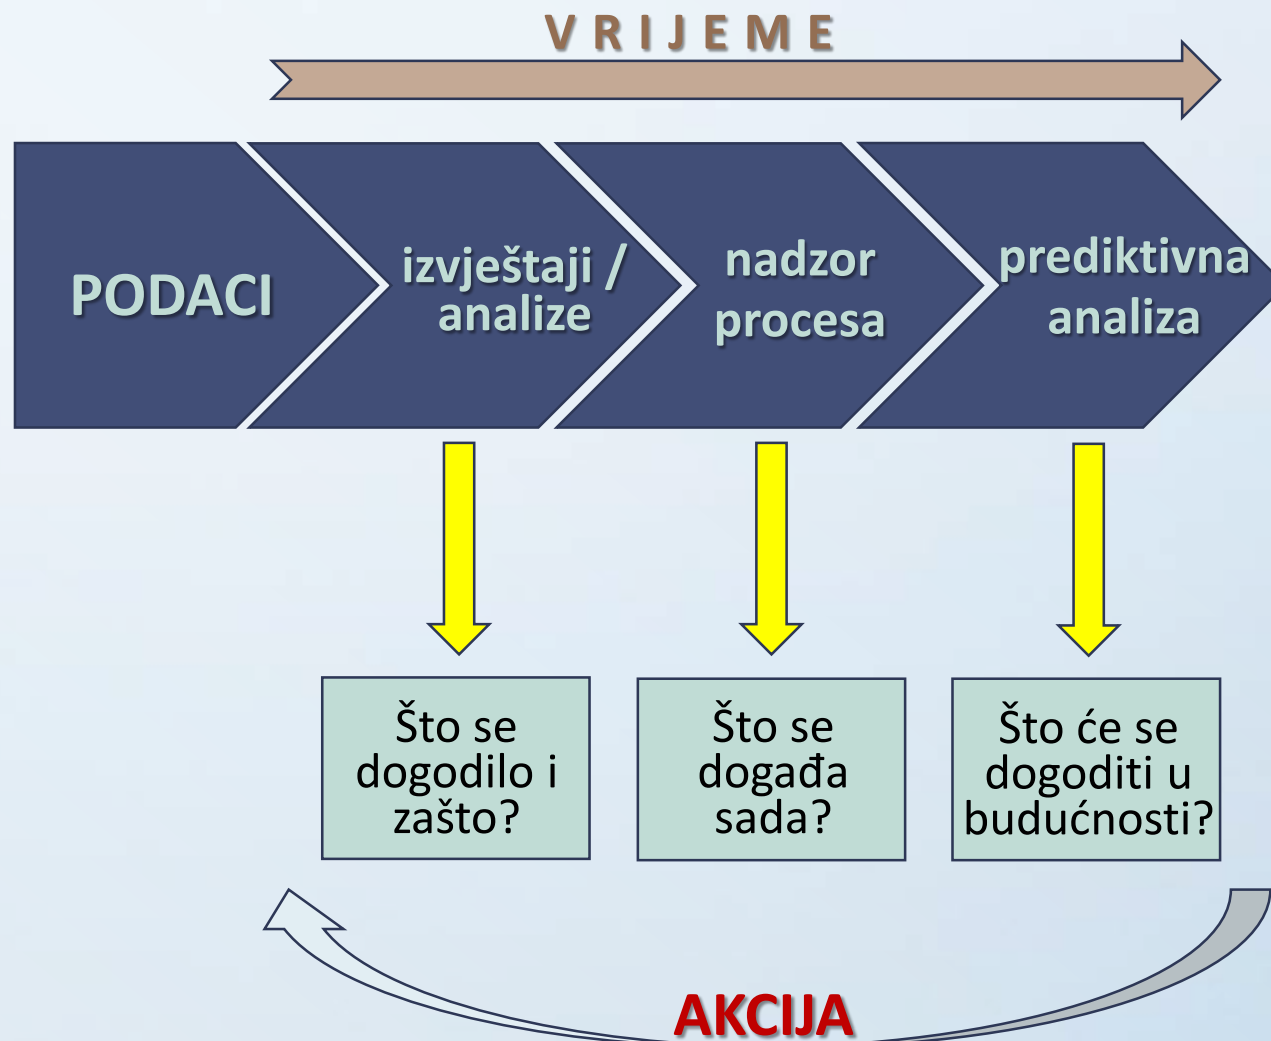 V R I J E M E
PODACI
izvještaji /
analize
nadzor
procesa
prediktivna
analiza
Što se
dogodilo i
zašto?
Što se
događa
sada?
Što će se
dogoditi u
budućnosti?
AKCIJA